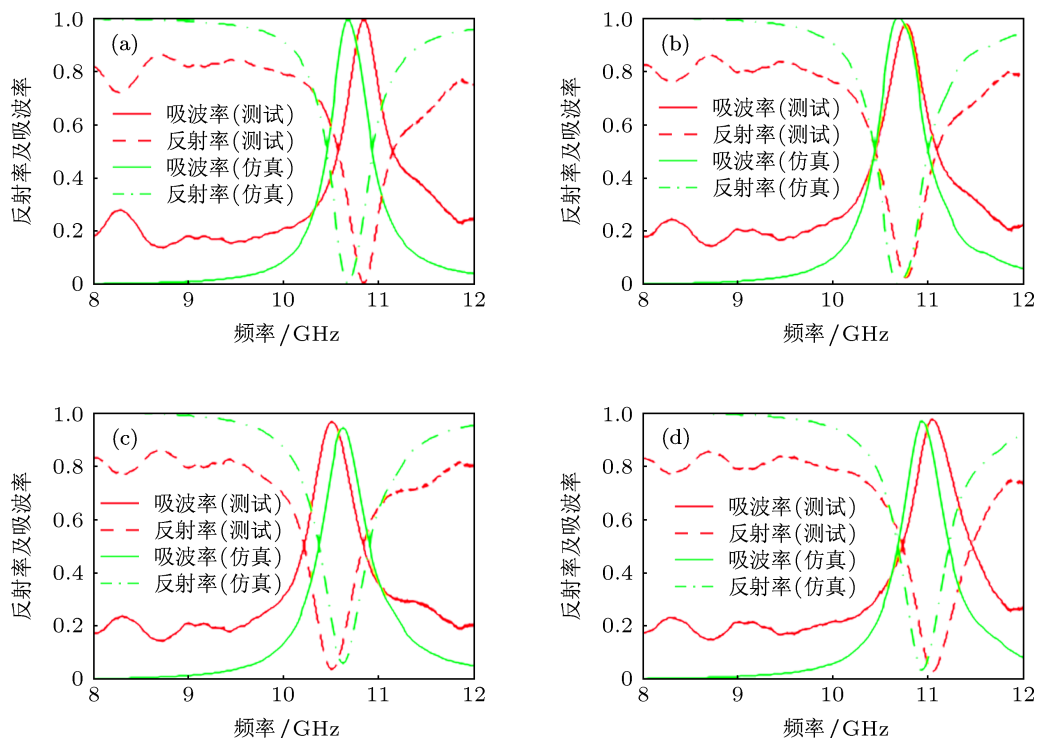 (a)
反射率及吸波率
1.0
0.8
0.6
0.4
0.2
0
吸波率(测试)
反射率(测试)
吸波率(仿真)
反射率(仿真)
8 9 10 11 12
频率/GHz
(b)
反射率及吸波率
1.0
0.8
0.6
0.4
0.2
0
吸波率(测试)
反射率(测试)
吸波率(仿真)
反射率(仿真)
8 9 10 11 12
频率/GHz
(c)
反射率及吸波率
1.0
0.8
0.6
0.4
0.2
0
吸波率(测试)
反射率(测试)
吸波率(仿真)
反射率(仿真)
8 9 10 11 12
频率/GHz
(d)
反射率及吸波率
1.0
0.8
0.6
0.4
0.2
0
吸波率(测试)
反射率(测试)
吸波率(仿真)
反射率(仿真)
8 9 10 11 12
频率/GHz